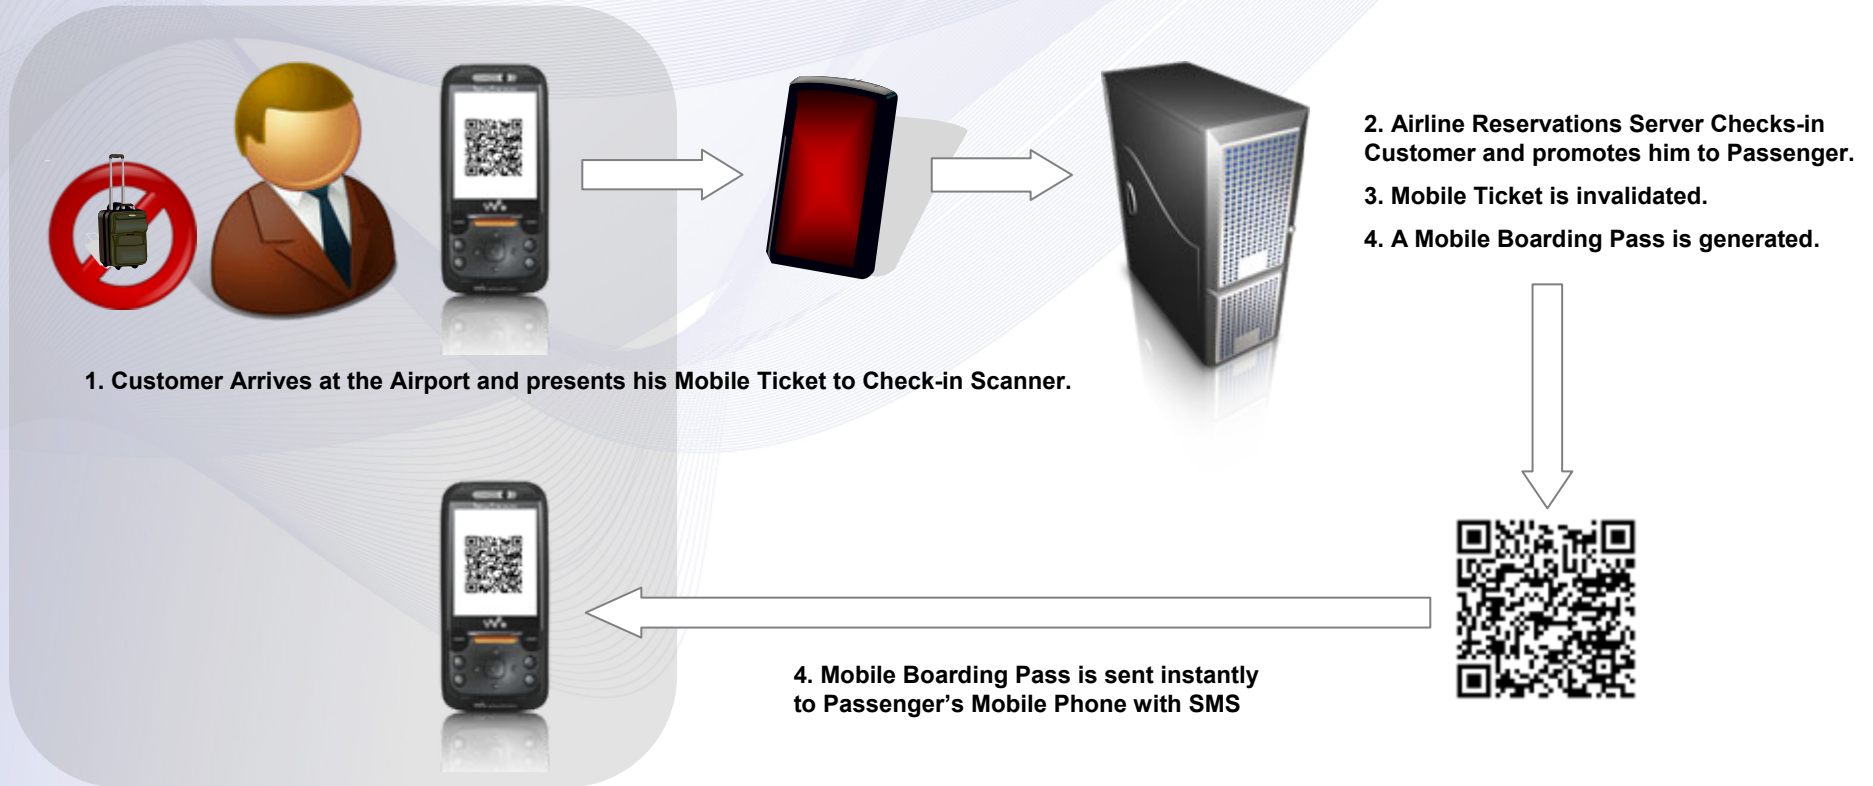 2. Airline Reservations Server Checks-in
Customer and promotes him to Passenger.
3. Mobile Ticket is invalidated.
4. A Mobile Boarding Pass is generated.
1. Customer Arrives at the Airport and presents his Mobile Ticket to Check-in Scanner.
4. Mobile Boarding Pass is sent instantly
to Passenger's Mobile Phone with SMS